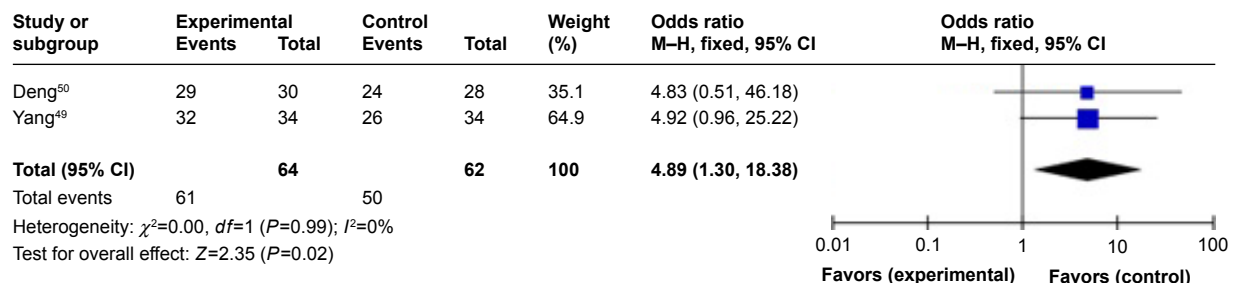 Study or subgroup Experimental Events Total Control Events Total Weight (%) Odds ratio M–H, fixed, 95% CI Odds ratio M–H, fixed, 95% CI
Deng50 29 30 24 28 35.1 4.83 (0.51, 46.18)
Yang49 32 34 26 34 64.9 4.92 (0.96, 25.22)
Total (95% CI) 64 62 100 4.89 (1.30, 18.38)
Total events 61 50
Heterogeneity: χ²=0.00, df=1 (P=0.99); I²=0%
Test for overall effect: Z=2.35 (P=0.02)
0.01 0.1 1 10 100
Favors (experimental) Favors (control)